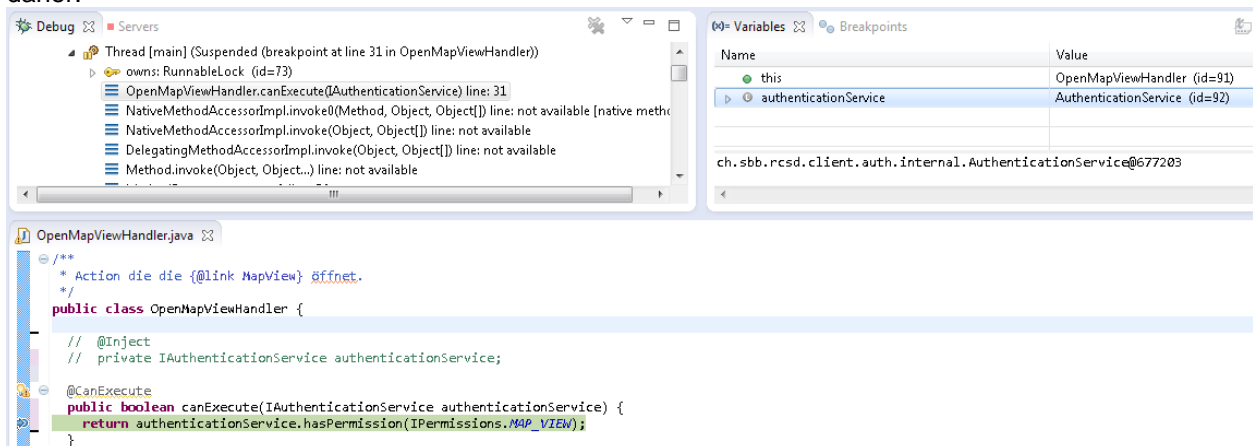 Debug Servers
Thread [main] (Suspended (breakpoint at line 31 in OpenMapViewHandler))
owns: RunnableLock (id=73)
OpenMapViewHandler.canExecute(IAuthenticationService) line: 31
NativeMethodAccessorImpl.invoke0(Method, Object, Object[]) line: not available [native metho
NativeMethodAccessorImpl.invoke(Object, Object[]) line: not available
DelegatingMethodAccessorImpl.invoke(Object, Object[]) line: not available
Method.invoke(Object, Object...) line: not available
(x)= Variables Breakpoints
Name Value
this OpenMapViewHandler (id=91)
authenticationService AuthenticationService (id=92)
ch.sbb.rcsd.client.auth.internal.AuthenticationService@677203
OpenMapViewHandler.java
/**
* Action die die {@link MapView} öffnet.
*/
public class OpenMapViewHandler {
// @Inject
// private IAuthenticationService authenticationService;
@CanExecute
public boolean canExecute(IAuthenticationService authenticationService) {
return authenticationService.hasPermission(IPermissions.MAP_VIEW);
}